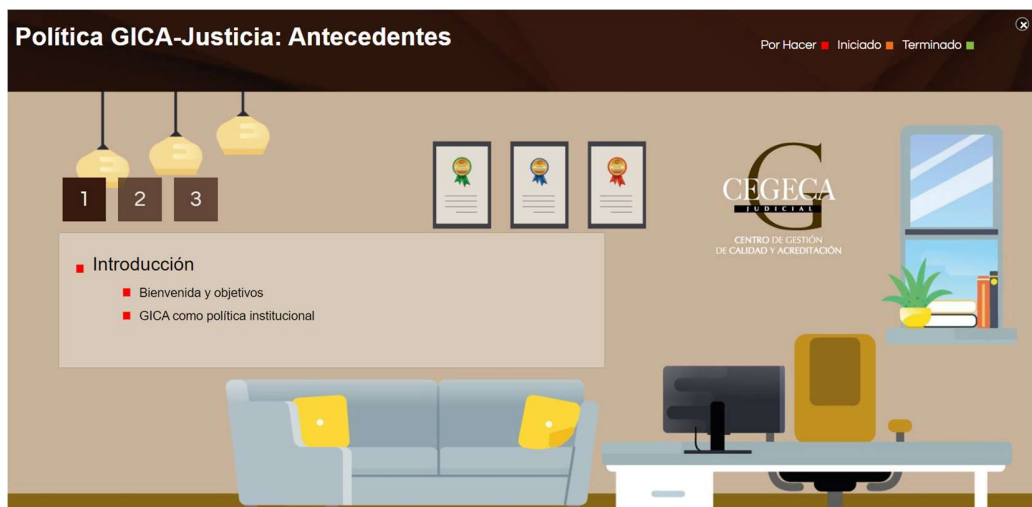 Política GICA-Justicia: Antecedentes
Por Hacer Iniciado Terminado
1 2 3
CEGECA
JUDICIAL
CENTRO DE GESTIÓN
DE CALIDAD Y ACREDITACIÓN
Introducción
Bienvenida y objetivos
GICA como política institucional